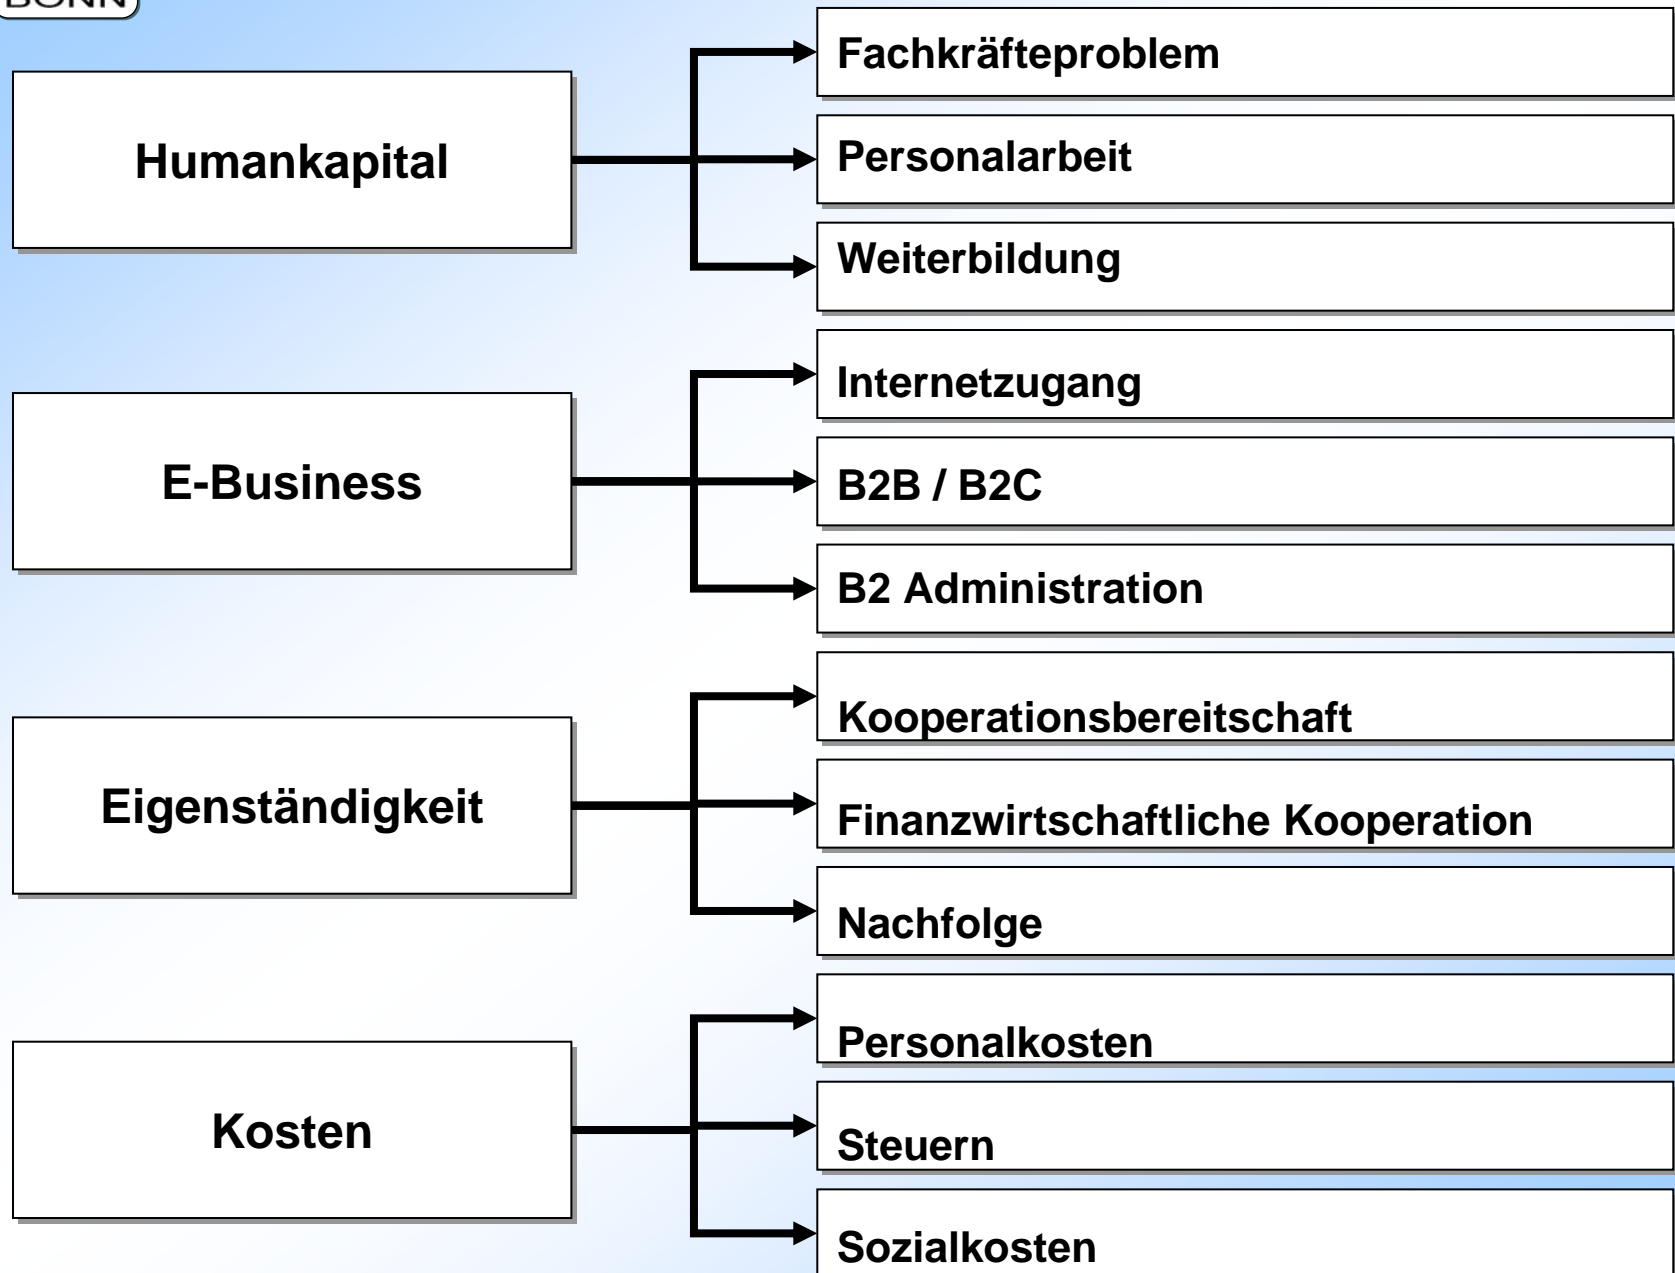 BONN
Humankapital
Fachkräfteproblem
Personalarbeit
Weiterbildung
E-Business
Internetzugang
B2B / B2C
B2 Administration
Eigenständigkeit
Kooperationsbereitschaft
Finanzwirtschaftliche Kooperation
Nachfolge
Kosten
Personalkosten
Steuern
Sozialkosten